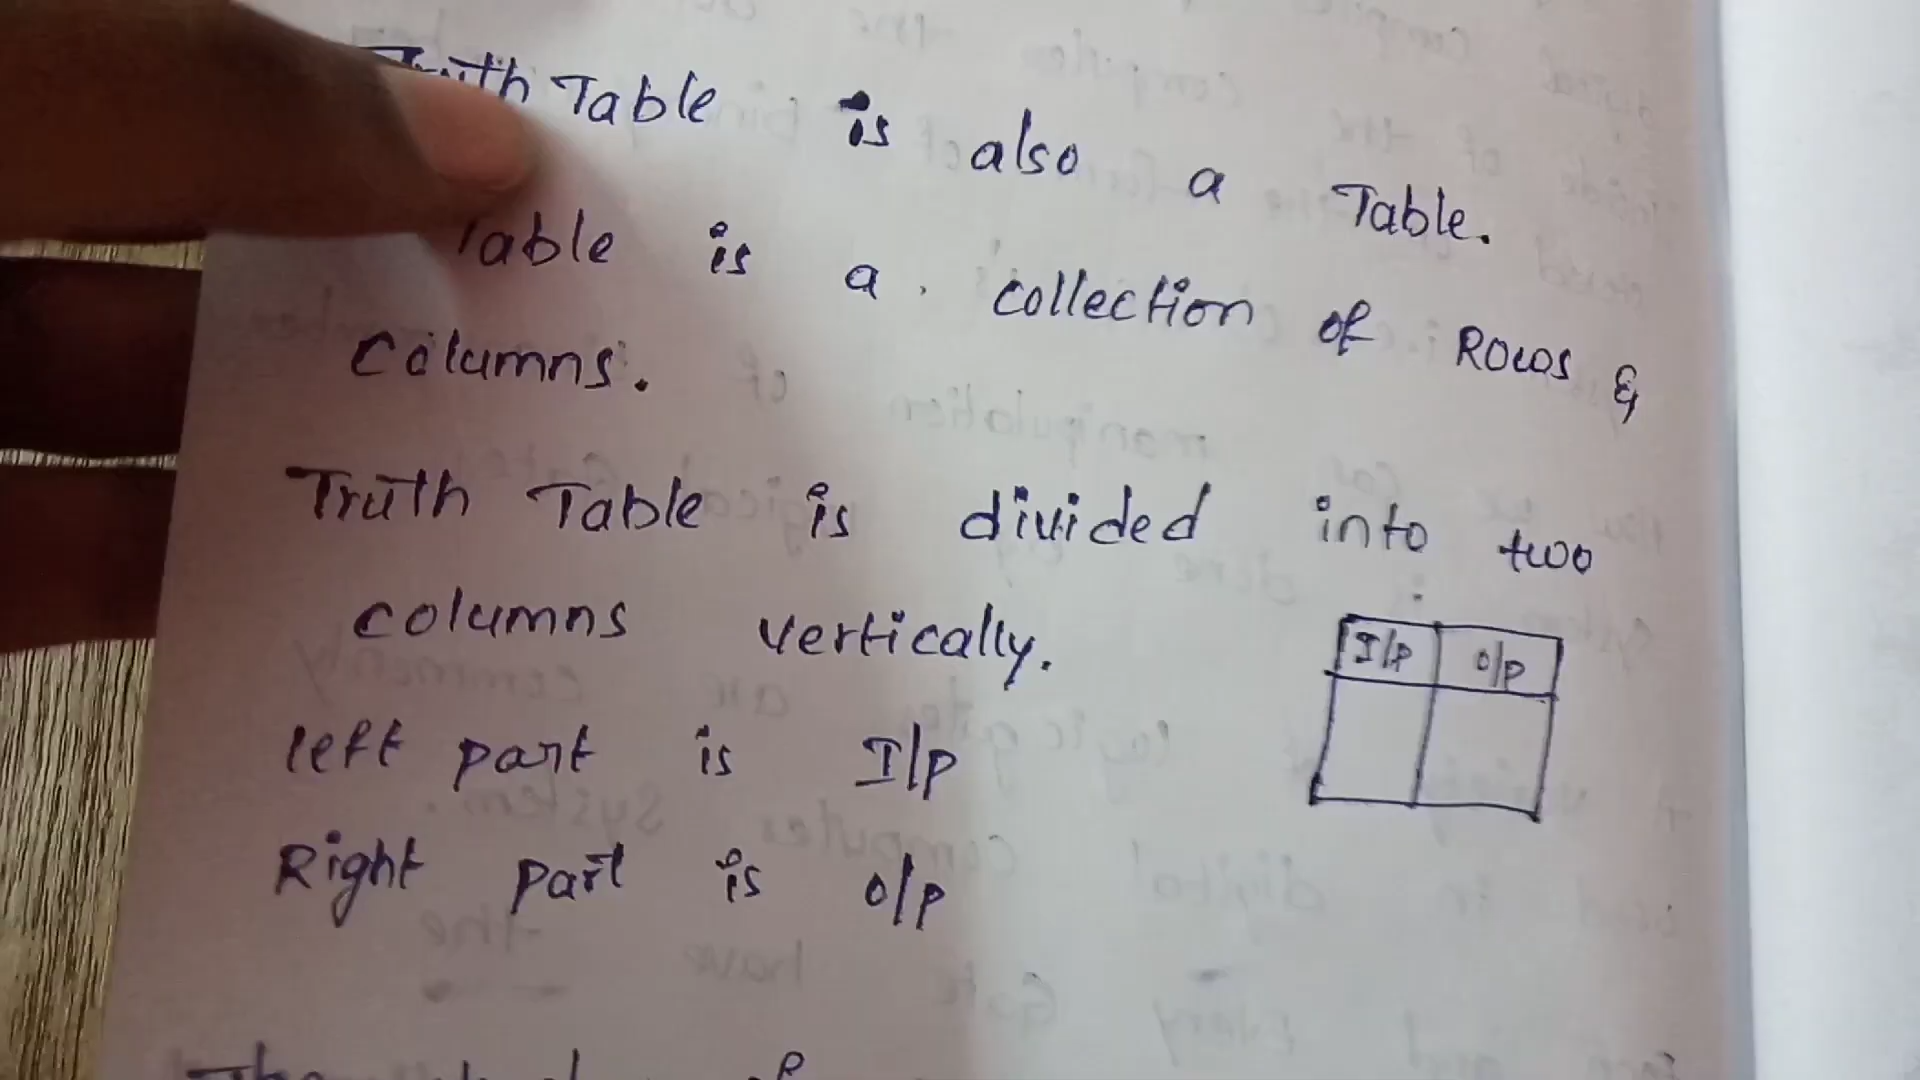 Truth Table is also a Table.
Table is a collection of Rows &
columns.
Truth Table is divided into two
columns vertically.
I/p o/p
left part is I/p
Right part is o/p